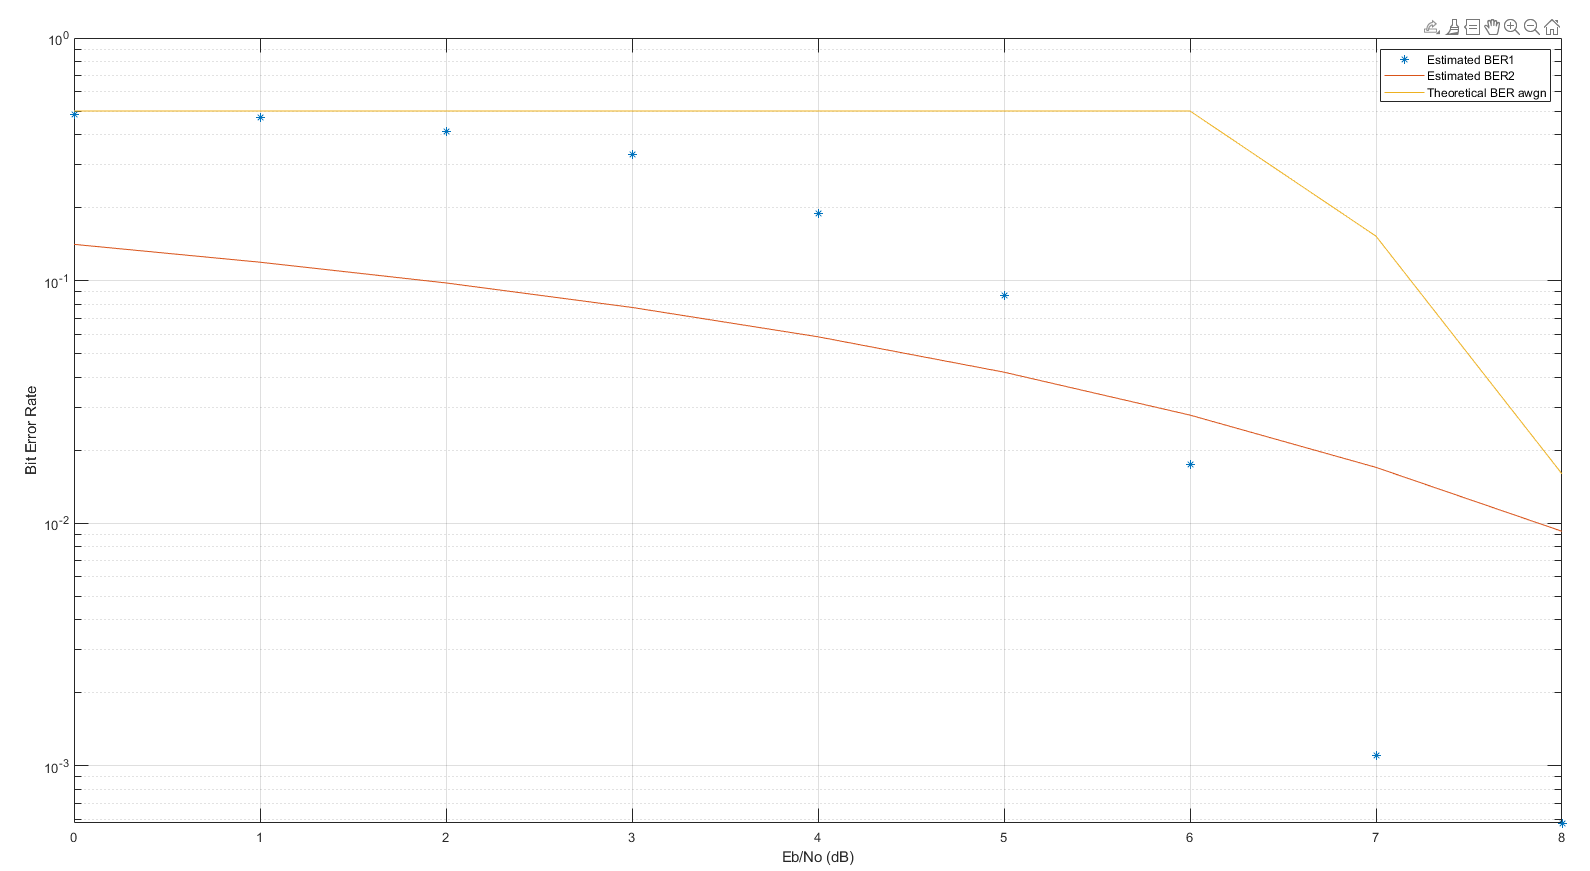 Estimated BER1
Estimated BER2
Theoretical BER awgn
10^0
10^-1
10^-2
10^-3
Bit Error Rate
0 1 2 3 4 5 6 7 8
Eb/No (dB)